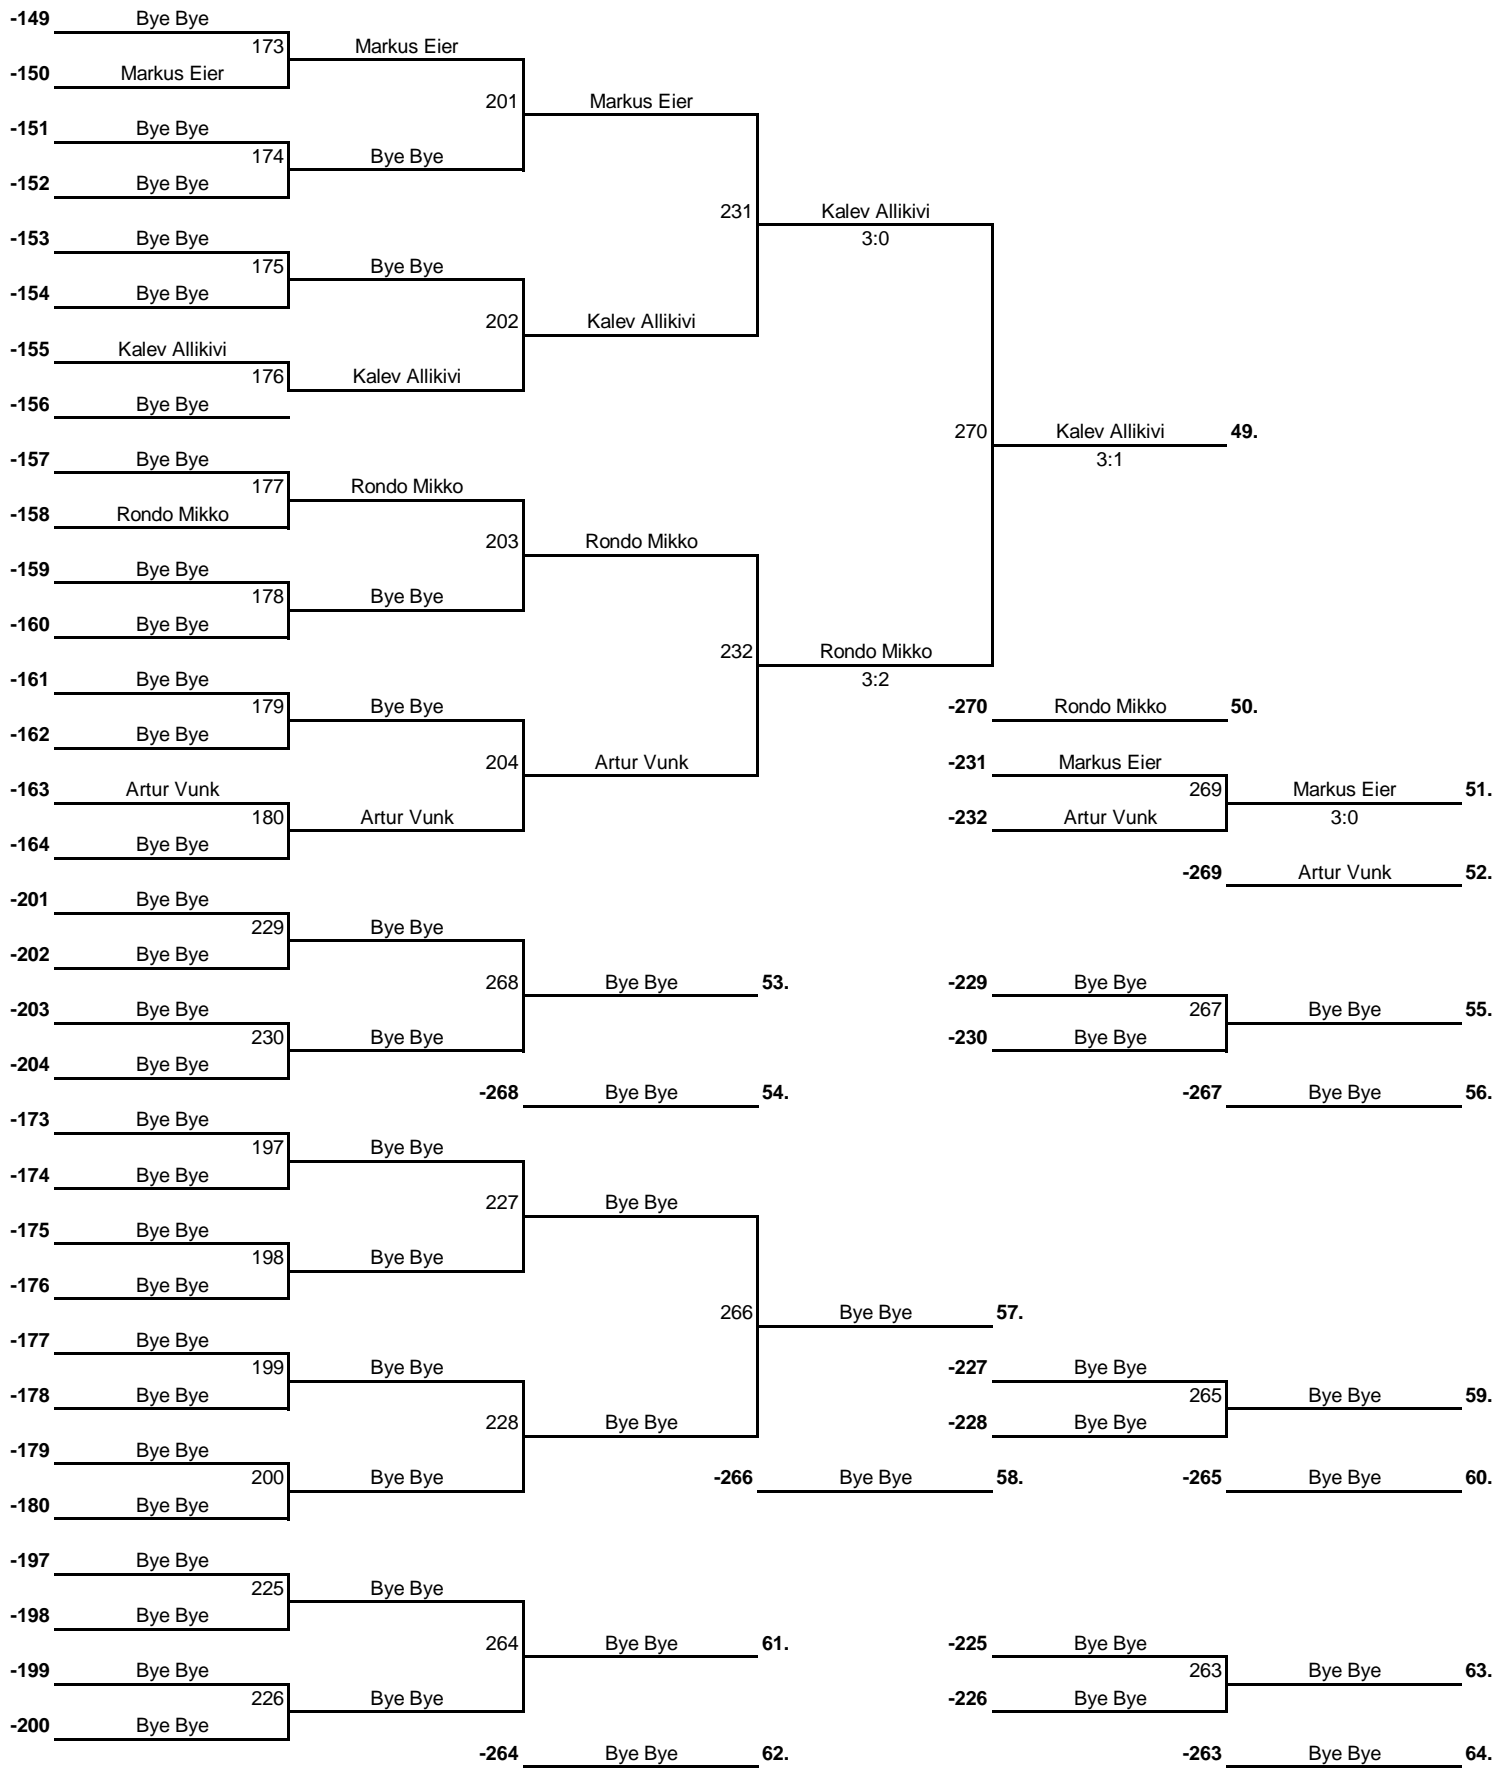 -149 Bye Bye
173 Markus Eier
-150 Markus Eier
201 Markus Eier
-151 Bye Bye
174 Bye Bye
-152 Bye Bye
231 Kalev Allikivi
-153 Bye Bye
3:0
175 Bye Bye
-154 Bye Bye
202 Kalev Allikivi
-155 Kalev Allikivi
176 Kalev Allikivi
-156 Bye Bye
270 Kalev Allikivi 49.
-157 Bye Bye
3:1
177 Rondo Mikko
-158 Rondo Mikko
203 Rondo Mikko
-159 Bye Bye
178 Bye Bye
-160 Bye Bye
232 Rondo Mikko
-161 Bye Bye
3:2
179 Bye Bye
-270 Rondo Mikko 50.
-162 Bye Bye
204 Artur Vunk
-231 Markus Eier
-163 Artur Vunk
269 Markus Eier 51.
180 Artur Vunk
-232 Artur Vunk
3:0
-164 Bye Bye
-269 Artur Vunk 52.
-201 Bye Bye
229 Bye Bye
-202 Bye Bye
268 Bye Bye 53.
-229 Bye Bye
-203 Bye Bye
267 Bye Bye 55.
230 Bye Bye
-230 Bye Bye
-204 Bye Bye
-268 Bye Bye 54.
-267 Bye Bye 56.
-173 Bye Bye
197 Bye Bye
-174 Bye Bye
227 Bye Bye
-175 Bye Bye
198 Bye Bye
-176 Bye Bye
266 Bye Bye 57.
-177 Bye Bye
199 Bye Bye
-227 Bye Bye
-178 Bye Bye
265 Bye Bye 59.
228 Bye Bye
-228 Bye Bye
-179 Bye Bye
200 Bye Bye
-266 Bye Bye 58.
-265 Bye Bye 60.
-180 Bye Bye
-197 Bye Bye
225 Bye Bye
-198 Bye Bye
264 Bye Bye 61.
-225 Bye Bye
-199 Bye Bye
263 Bye Bye 63.
226 Bye Bye
-226 Bye Bye
-200 Bye Bye
-264 Bye Bye 62.
-263 Bye Bye 64.